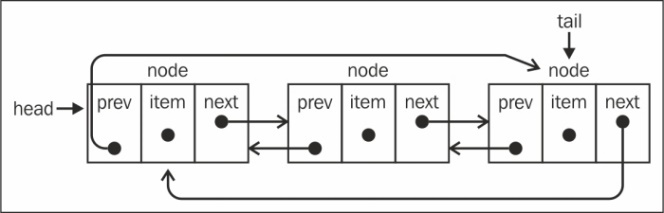 tail
node node node
head prev item next prev item next prev item next